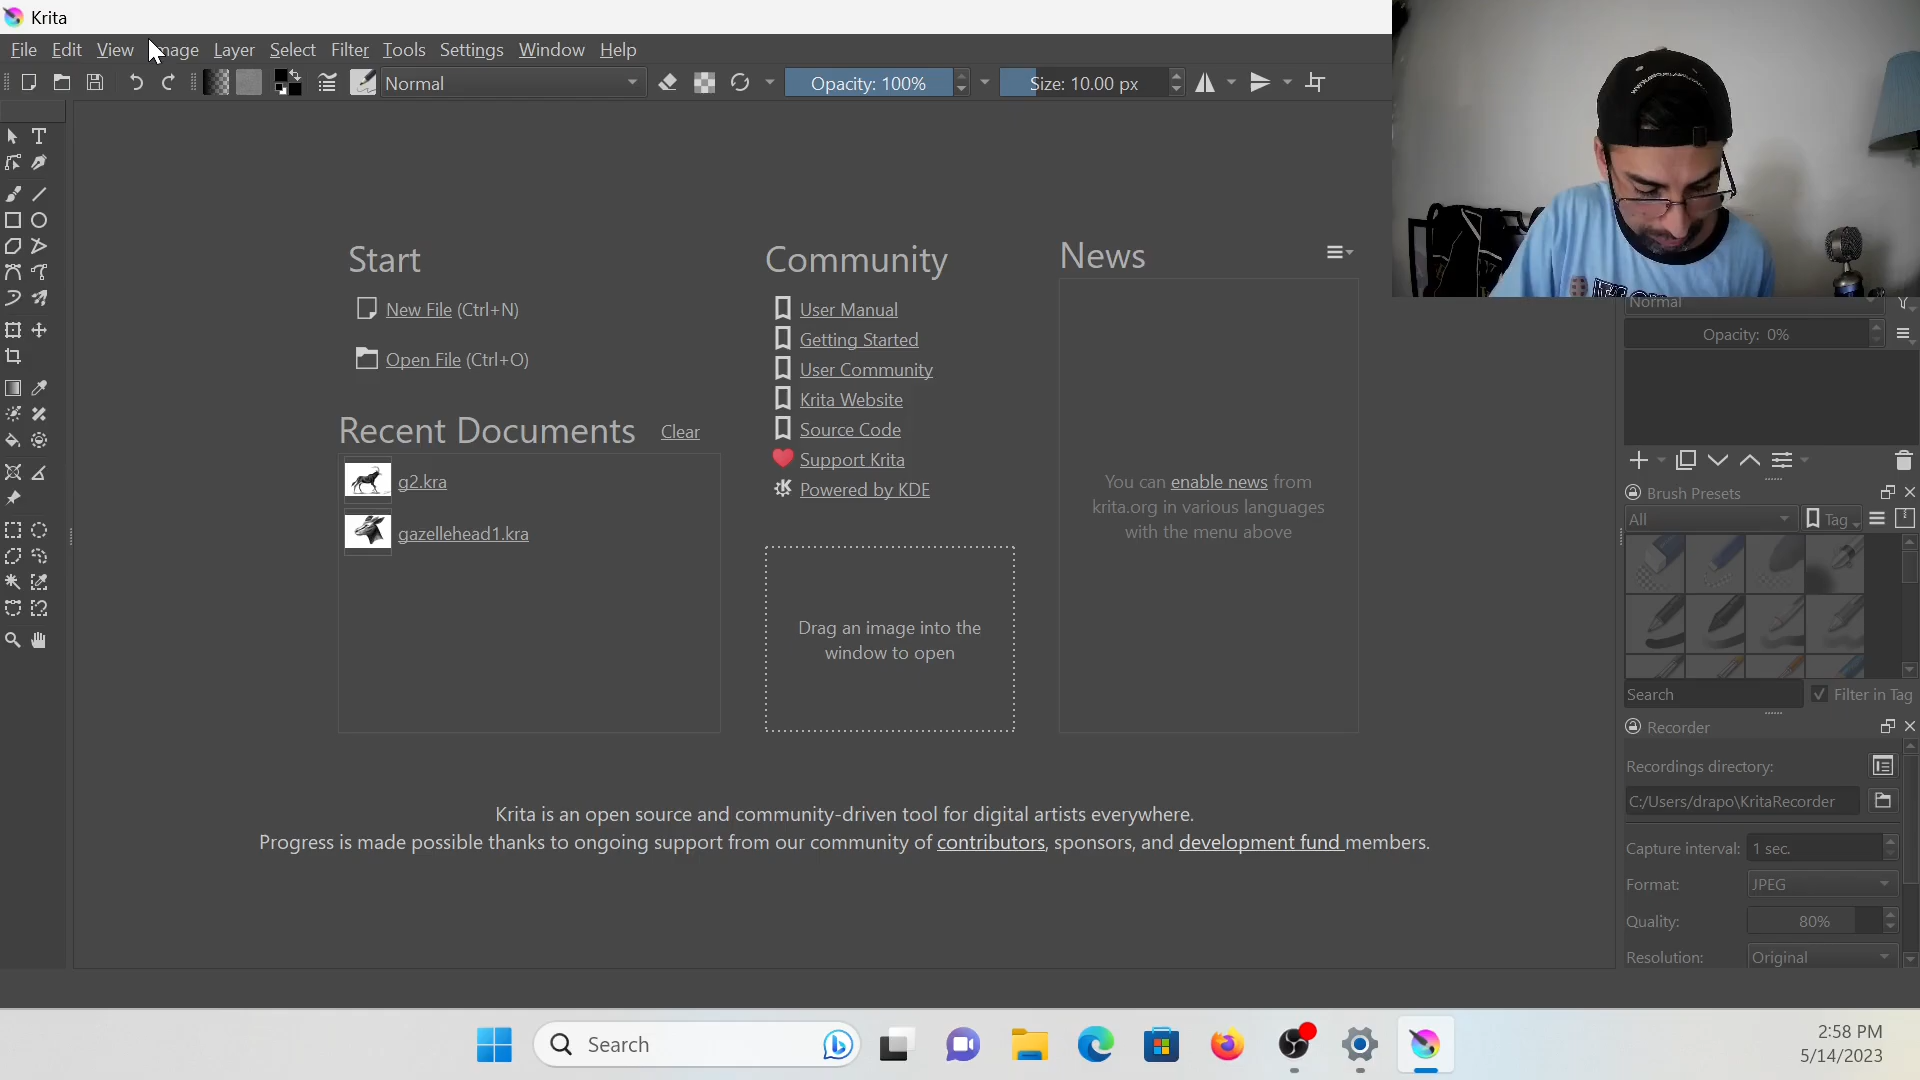 Krita
File Edit View Image Layer Select Filter Tools Settings Window Help
Normal
Opacity: 100%
Size: 10.00 px
Start
New File (Ctrl+N)
Open File (Ctrl+O)
Recent Documents
Clear
g2.kra
gazellehead1.kra
Community
User Manual
Getting Started
User Community
Krita Website
Source Code
Support Krita
Powered by KDE
Drag an image into the
window to open
News
You can enable news from
krita.org in various languages
with the menu above
Krita is an open source and community-driven tool for digital artists everywhere.
Progress is made possible thanks to ongoing support from our community of contributors, sponsors, and development fund members.
Normal
Opacity: 0%
Brush Presets
All
Tag
Search
Filter in Tag
Recorder
Recordings directory:
C:/Users/drapo\KritaRecorder
Capture interval: 1 sec.
Format: JPEG
Quality: 80%
Resolution: Original
Search
2:58 PM
5/14/2023